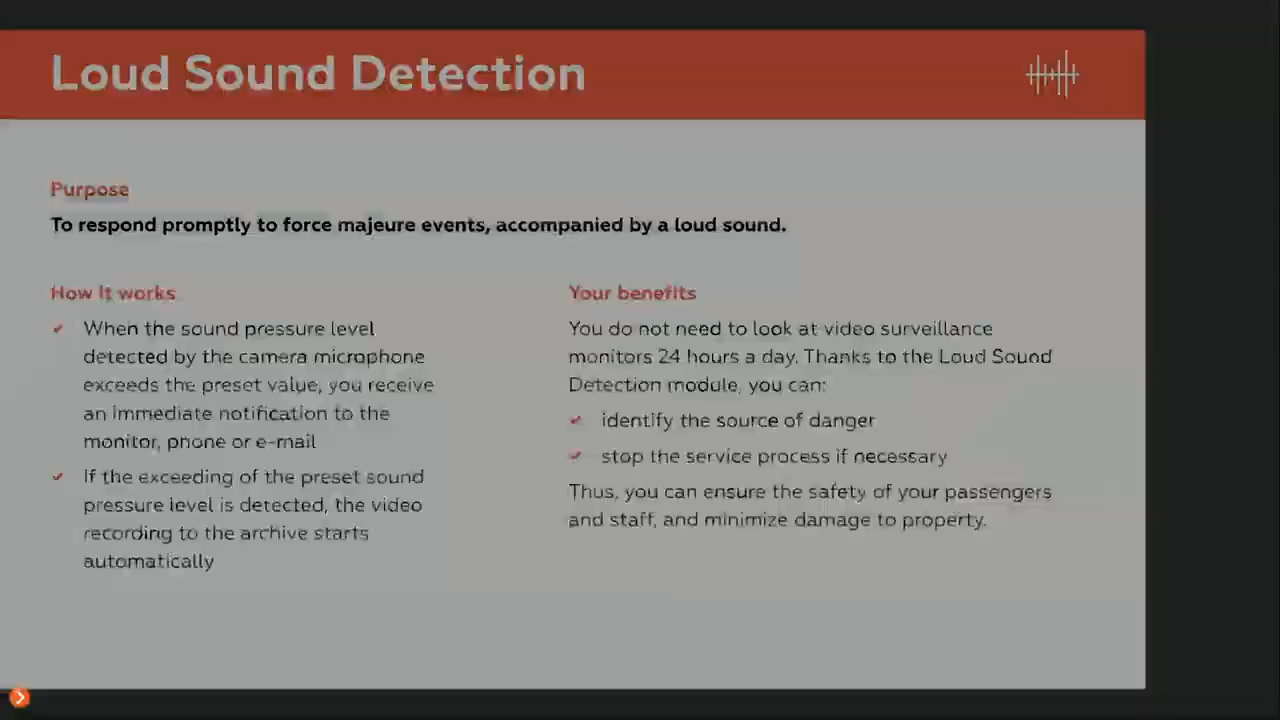 Loud Sound Detection
Purpose
To respond promptly to force majeure events, accompanied by a loud sound.
How it works
When the sound pressure level
detected by the camera microphone
exceeds the preset value, you receive
an immediate notification to the
monitor, phone or e-mail
If the exceeding of the preset sound
pressure level is detected, the video
recording to the archive starts
automatically
Your benefits
You do not need to look at video surveillance
monitors 24 hours a day. Thanks to the Loud Sound
Detection module, you can:
identify the source of danger
stop the service process if necessary
Thus, you can ensure the safety of your passengers
and staff, and minimize damage to property.